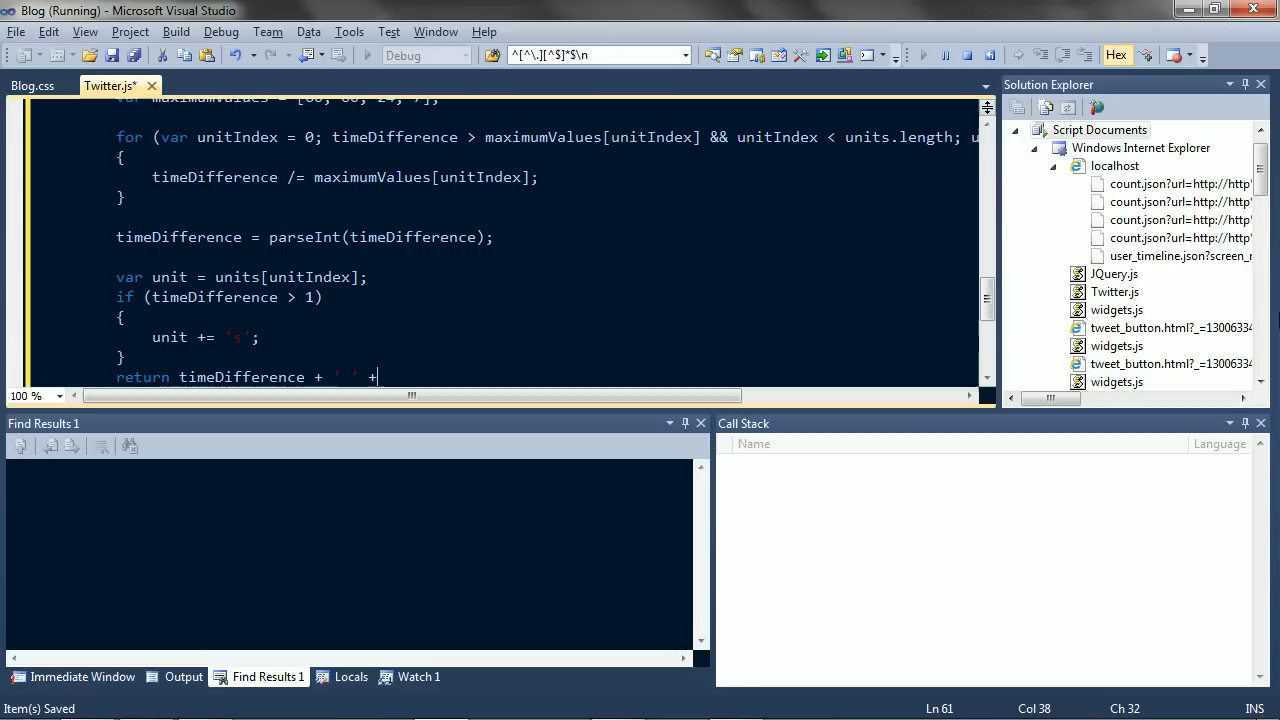 Blog (Running) - Microsoft Visual Studio
File Edit View Project Build Debug Team Data Tools Test Window Help
Debug ^[^\.][^$]*$\n Hex
Blog.css Twitter.js*
for (var unitIndex = 0; timeDifference > maximumValues[unitIndex] && unitIndex < units.length; u
{
timeDifference /= maximumValues[unitIndex];
}
timeDifference = parseInt(timeDifference);
var unit = units[unitIndex];
if (timeDifference > 1)
{
unit += 's';
}
return timeDifference + ' ' +
100 %
Solution Explorer
Script Documents
Windows Internet Explorer
localhost
count.json?url=http://http"
count.json?url=http://http"
count.json?url=http://http"
count.json?url=http://http"
user_timeline.json?screen_r
JQuery.js
Twitter.js
widgets.js
tweet_button.html?_=1300633
widgets.js
tweet_button.html?_=1300633
widgets.js
Find Results 1
Call Stack
Name Language
Immediate Window Output Find Results 1 Locals Watch 1
Item(s) Saved Ln 61 Col 38 Ch 32 INS